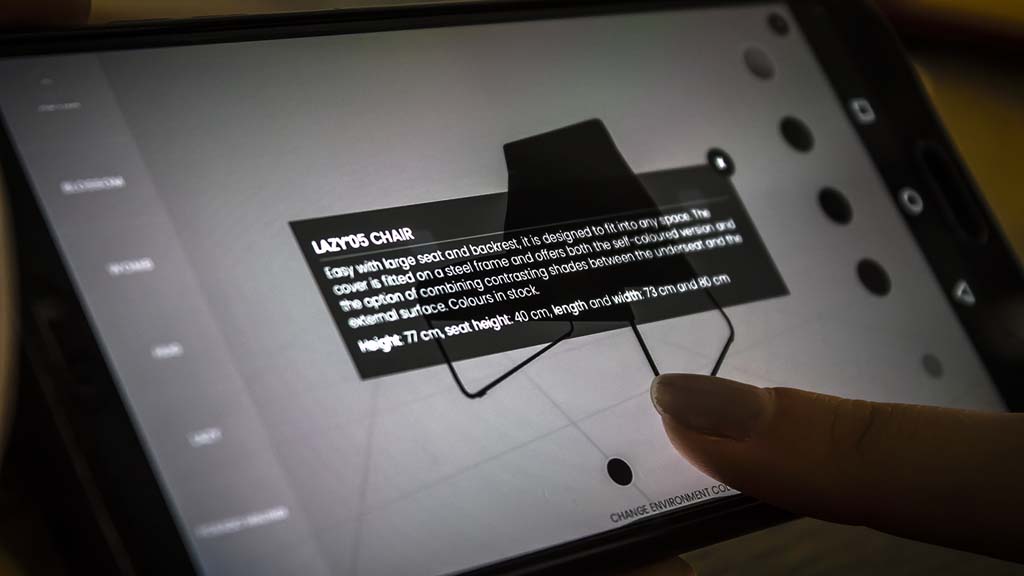 BLOSSOM
WOMB
LAZY
LAZY'05 CHAIR
Easy with large seat and backrest, it is designed to fit into any space. The
cover is fitted on a steel frame and offers both the self-coloured version and
the option of combining contrasting shades between the underseat and the
external surface. Colours in stock.
Height: 77 cm, seat height: 40 cm, length and width: 73 cm and 80 cm
CHANGE ENVIRONMENT